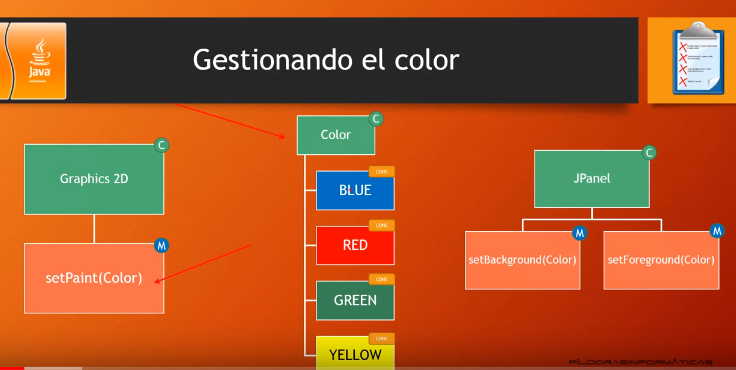 Gestionando el color
Java
C
Graphics 2D
M
setPaint(Color)
C
Color
CONS
BLUE
CONS
RED
CONS
GREEN
CONS
YELLOW
C
JPanel
M
setBackground(Color)
M
setForeground(Color)
PÍLDORASINFORMÁTICAS